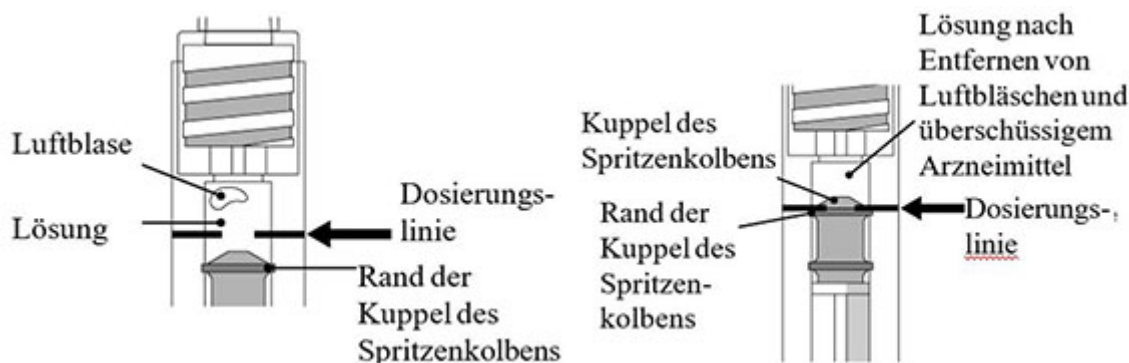 Luftblase
Lösung
Dosierungs-
linie
Rand der
Kuppel des
Spritzenkolbens
Kuppel des
Spritzenkolbens
Rand der
Kuppel des
Spritzen-
kolbens
Lösung nach
Entfernen von
Luftbläschen und
überschüssigem
Arzneimittel
Dosierungs-
linie